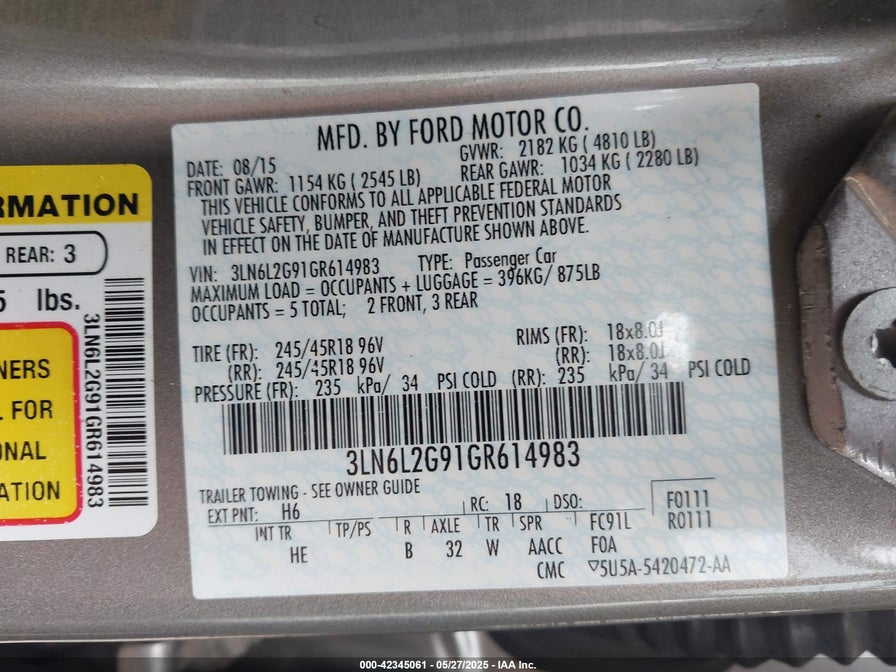 RMATION
REAR: 3
5 lbs.
NERS
L FOR
ONAL
ATION
3LN6L2G91GR614983
MFD. BY FORD MOTOR CO.
DATE: 08/15 GVWR: 2182 KG ( 4810 LB)
FRONT GAWR: 1154 KG ( 2545 LB) REAR GAWR: 1034 KG ( 2280 LB)
THIS VEHICLE CONFORMS TO ALL APPLICABLE FEDERAL MOTOR
VEHICLE SAFETY, BUMPER, AND THEFT PREVENTION STANDARDS
IN EFFECT ON THE DATE OF MANUFACTURE SHOWN ABOVE.
VIN: 3LN6L2G91GR614983 TYPE: Passenger Car
MAXIMUM LOAD = OCCUPANTS + LUGGAGE = 396KG/ 875LB
OCCUPANTS = 5 TOTAL; 2 FRONT, 3 REAR
TIRE (FR): 245/45R18 96V RIMS (FR): 18x8.0J
(RR): 245/45R18 96V (RR): 18x8.0J
PRESSURE (FR): 235 kPa/ 34 PSI COLD (RR): 235 kPa/ 34 PSI COLD
3LN6L2G91GR614983
TRAILER TOWING - SEE OWNER GUIDE
EXT PNT: H6 RC: 18 DSO: F0111
R0111
INT TR TP/PS R AXLE TR SPR FC91L
HE B 32 W AACC FOA
CMC ▽5U5A-5420472-AA
000-42345061 - 05/27/2025 - IAA Inc.